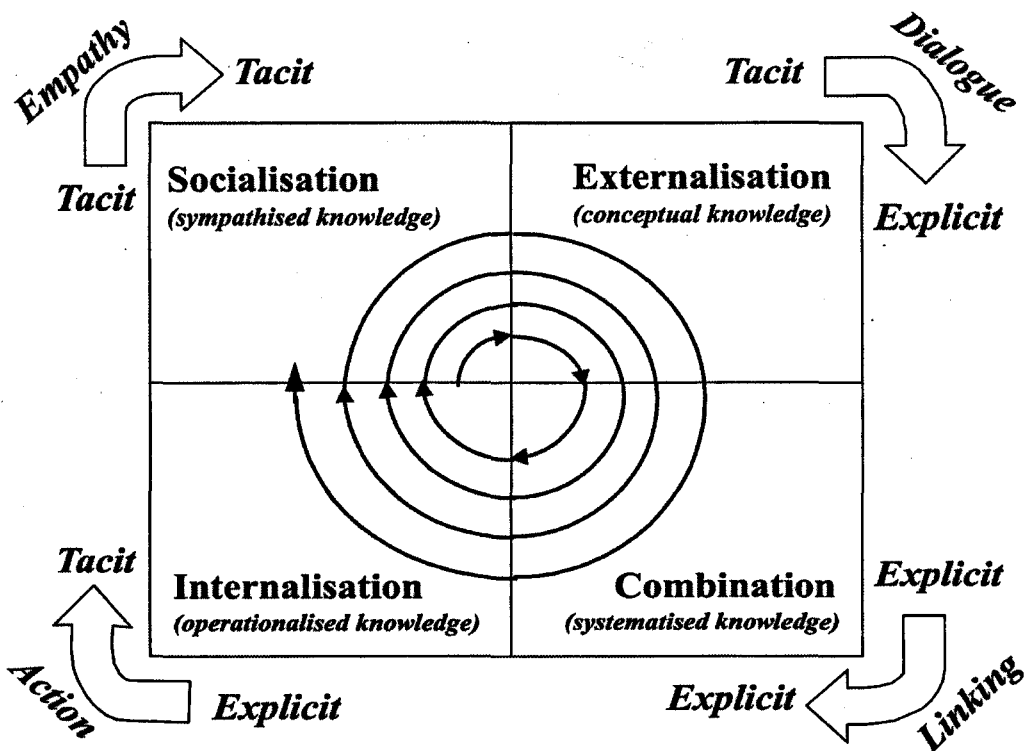 Empathy
Tacit
Tacit
Dialogue
Tacit
Explicit
Socialisation
(sympathised knowledge)
Externalisation
(conceptual knowledge)
Tacit
Internalisation
(operationalised knowledge)
Combination
(systematised knowledge)
Explicit
Action
Explicit
Explicit
Linking